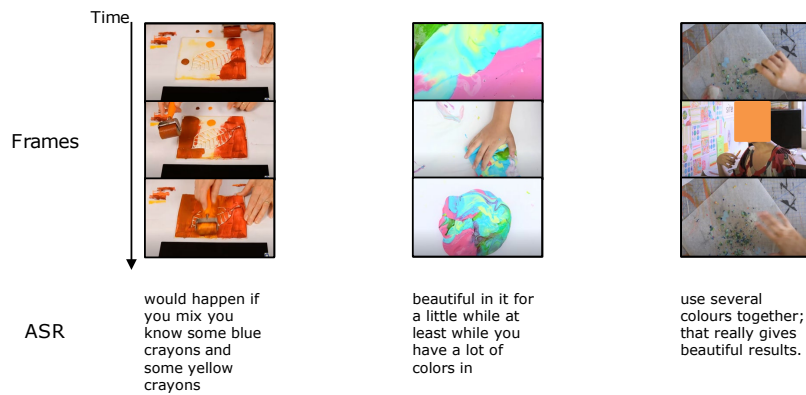 Time
Frames
ASR
would happen if
you mix you
know some blue
crayons and
some yellow
crayons
beautiful in it for
a little while at
least while you
have a lot of
colors in
use several
colours together;
that really gives
beautiful results.